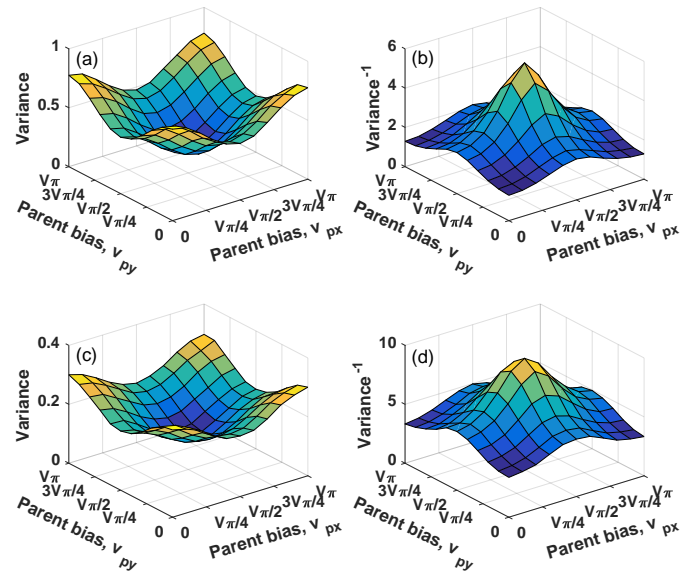 (a)
1
0.5
0
Variance
Vπ
3Vπ/4
Vπ/2
Vπ/4
0
Parent bias, v py
0
Vπ/4
Vπ/2
3Vπ/4
Vπ
Parent bias, v px
(b)
6
4
2
0
Variance-1
Vπ
3Vπ/4
Vπ/2
Vπ/4
0
Parent bias, v py
0
Vπ/4
Vπ/2
3Vπ/4
Vπ
Parent bias, v px
(c)
0.4
0.2
0
Variance
Vπ
3Vπ/4
Vπ/2
Vπ/4
0
Parent bias, v py
0
Vπ/4
Vπ/2
3Vπ/4
Vπ
Parent bias, v px
(d)
10
5
0
Variance-1
Vπ
3Vπ/4
Vπ/2
Vπ/4
0
Parent bias, v py
0
Vπ/4
Vπ/2
3Vπ/4
Vπ
Parent bias, v px